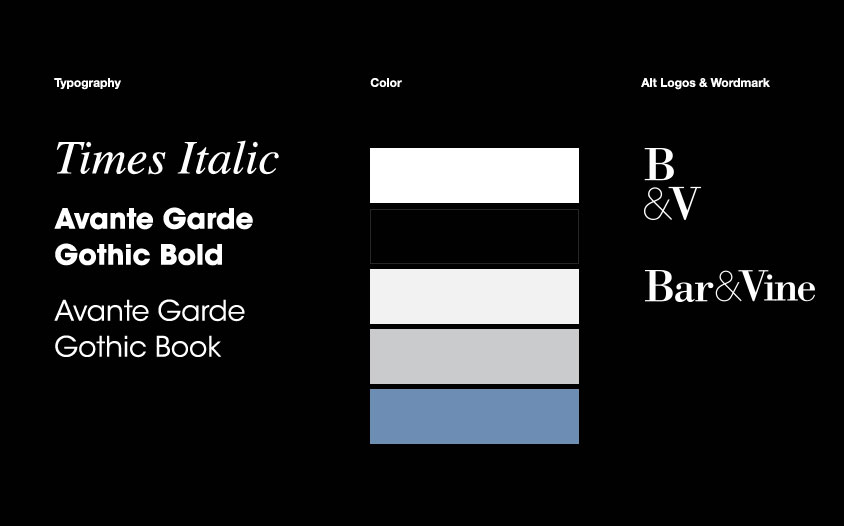 Typography
Times Italic
Avante Garde
Gothic Bold
Avante Garde
Gothic Book
Color
Alt Logos & Wordmark
B
&V
Bar&Vine